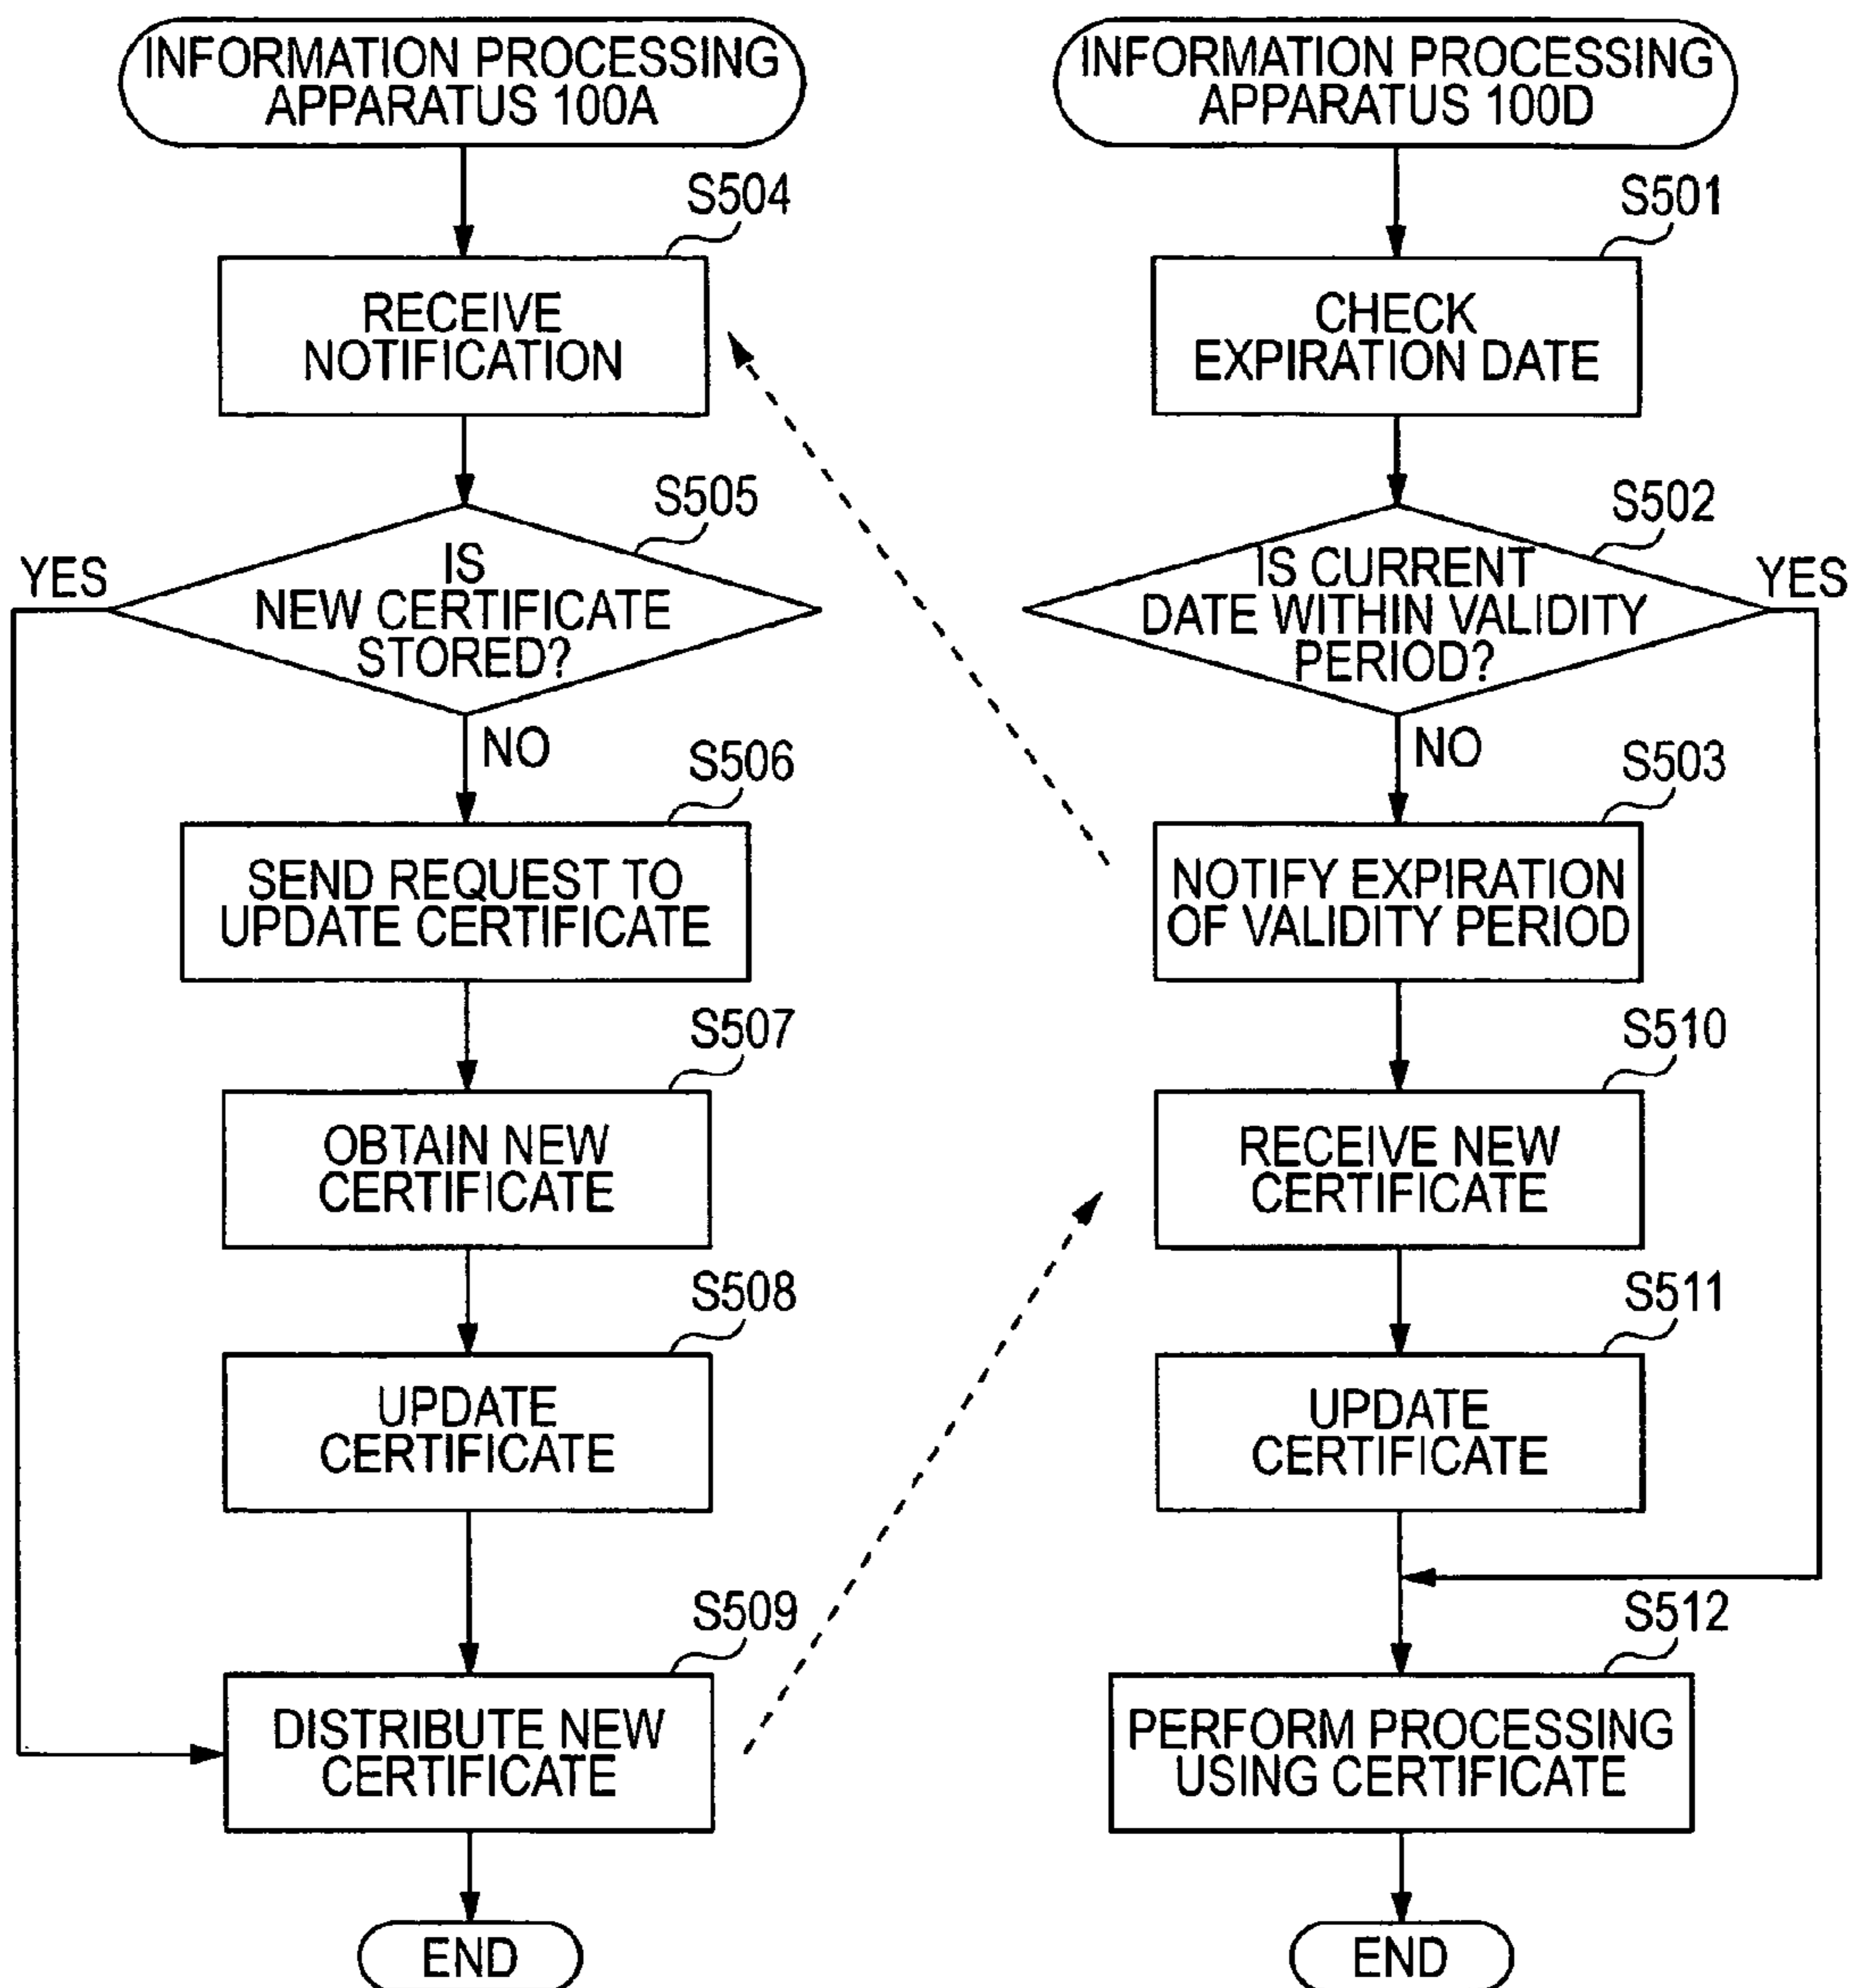 INFORMATION PROCESSING
APPARATUS 100A
S504
RECEIVE
NOTIFICATION
S505
IS
NEW CERTIFICATE
STORED?
YES
NO
S506
SEND REQUEST TO
UPDATE CERTIFICATE
S507
OBTAIN NEW
CERTIFICATE
S508
UPDATE
CERTIFICATE
S509
DISTRIBUTE NEW
CERTIFICATE
END
INFORMATION PROCESSING
APPARATUS 100D
S501
CHECK
EXPIRATION DATE
S502
IS CURRENT
DATE WITHIN VALIDITY
PERIOD?
YES
NO
S503
NOTIFY EXPIRATION
OF VALIDITY PERIOD
S510
RECEIVE NEW
CERTIFICATE
S511
UPDATE
CERTIFICATE
S512
PERFORM PROCESSING
USING CERTIFICATE
END